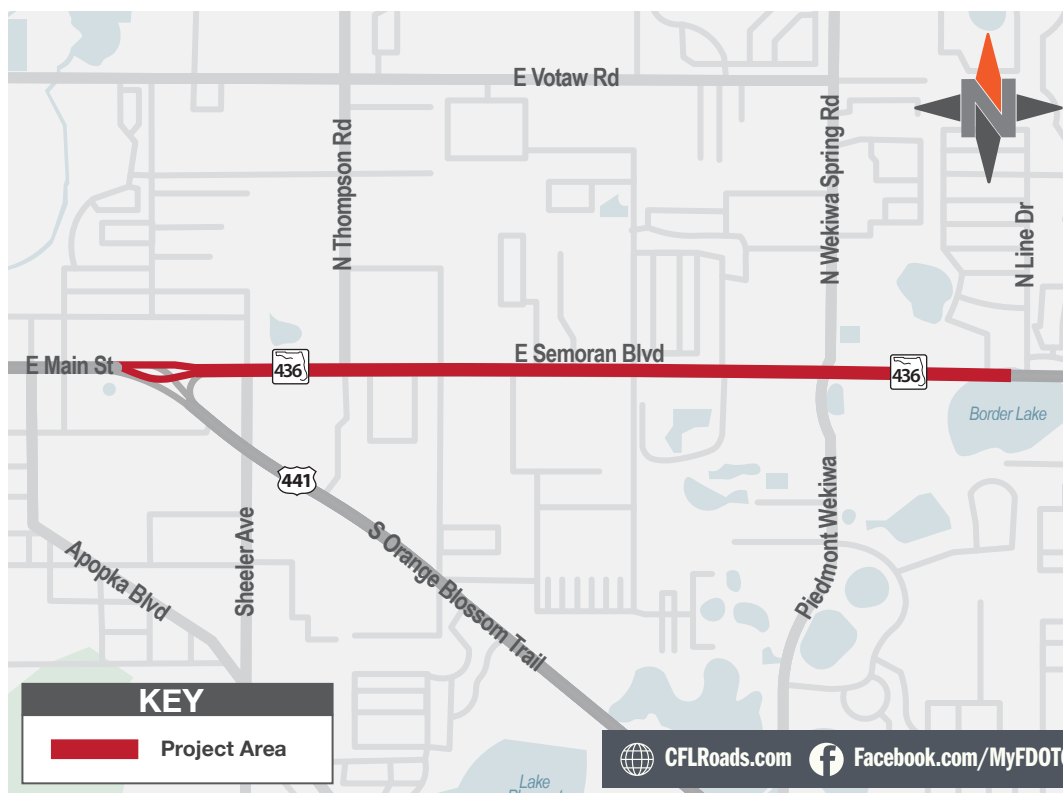 E Votaw Rd
N
N Thompson Rd
N Wekiwa Spring Rd
N Line Dr
E Main St
436
E Semoran Blvd
436
Border Lake
441
Piedmont Wekiwa
Sheeler Ave
S Orange Blossom Trail
Apopka Blvd
KEY
Project Area
CFLRoads.com
Facebook.com/MyFDOT
Lake